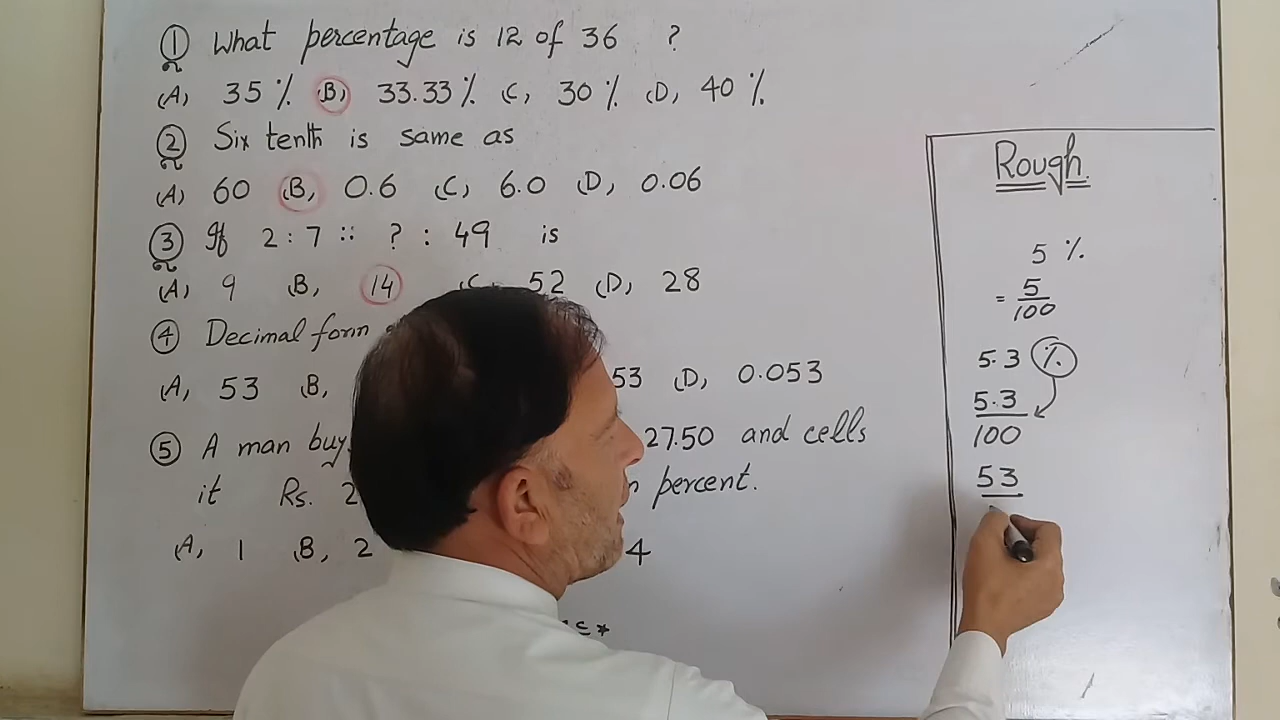 ① What percentage is 12 of 36 ?
(A) 35 % (B) 33.33 % (C, 30 % (D, 40 %
② Six tenth is same as
(A) 60 (B, 0.6 (C, 6.0 (D, 0.06
③ If 2 : 7 :: ? : 49 is
(A) 9 (B, 14 (C, 52 (D, 28
④ Decimal form
(A, 53 (B, 53 (D, 0.053
⑤ A man buy 27.50 and cells
it Rs. 2 percent.
(A, 1 (B, 2 4
Rough.
5 %
= 5
100
5.3 %
5.3
100
53